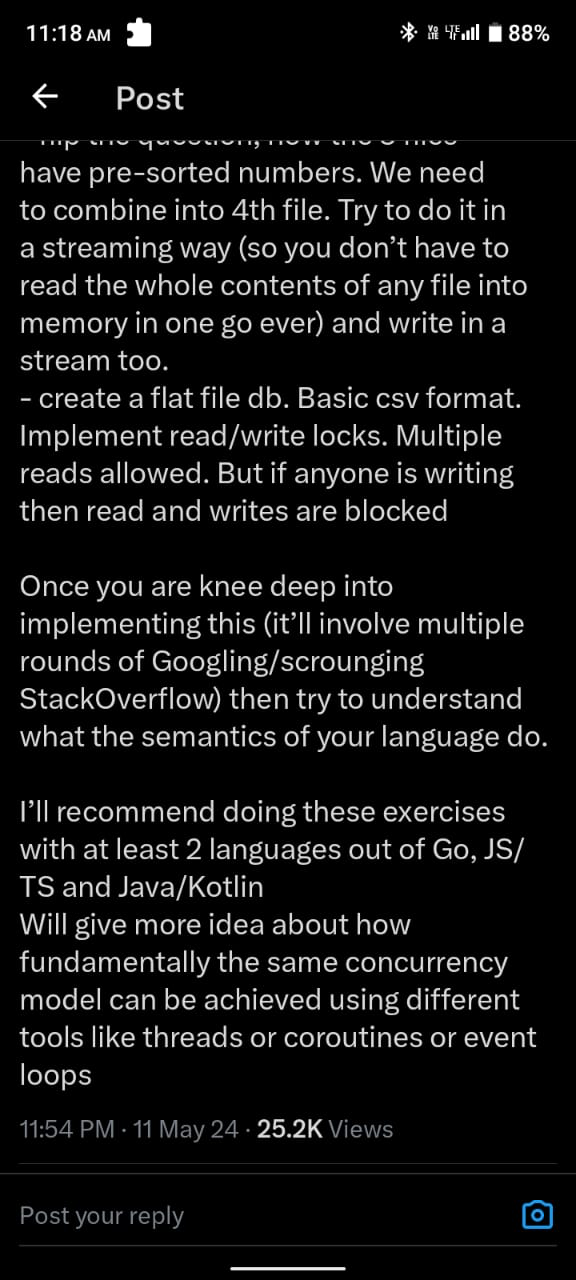 11:18 AM
88%
Post
flip the question, now the 3 files
have pre-sorted numbers. We need
to combine into 4th file. Try to do it in
a streaming way (so you don’t have to
read the whole contents of any file into
memory in one go ever) and write in a
stream too.
- create a flat file db. Basic csv format.
Implement read/write locks. Multiple
reads allowed. But if anyone is writing
then read and writes are blocked
Once you are knee deep into
implementing this (it’ll involve multiple
rounds of Googling/scrounging
StackOverflow) then try to understand
what the semantics of your language do.
I’ll recommend doing these exercises
with at least 2 languages out of Go, JS/
TS and Java/Kotlin
Will give more idea about how
fundamentally the same concurrency
model can be achieved using different
tools like threads or coroutines or event
loops
11:54 PM · 11 May 24 · 25.2K Views
Post your reply